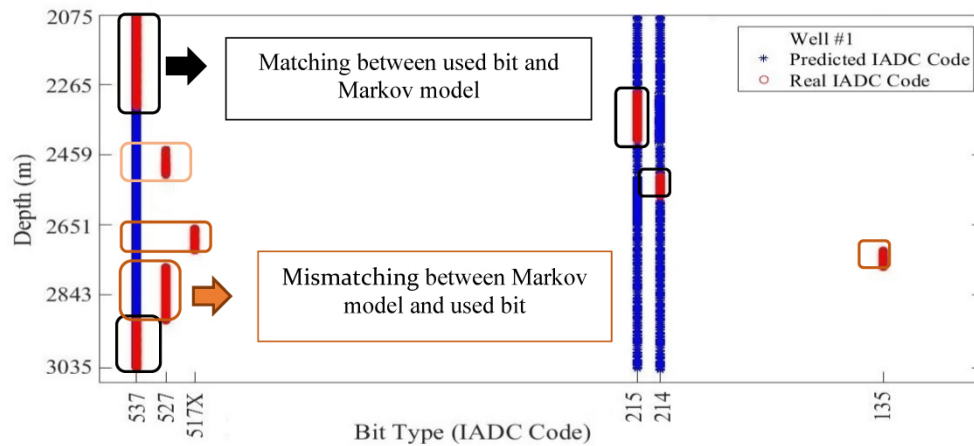 2075
2265
2459
2651
2843
3035
Depth (m)
Matching between used bit and
Markov model
Mismatching between Markov
model and used bit
Well #1
Predicted IADC Code
Real IADC Code
537
527
517X
215
214
135
Bit Type (IADC Code)